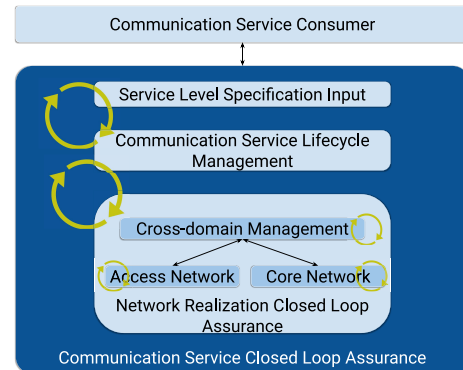 Communication Service Consumer
Service Level Specification Input
Communication Service Lifecycle
Management
Cross-domain Management
Access Network
Core Network
Network Realization Closed Loop
Assurance
Communication Service Closed Loop Assurance